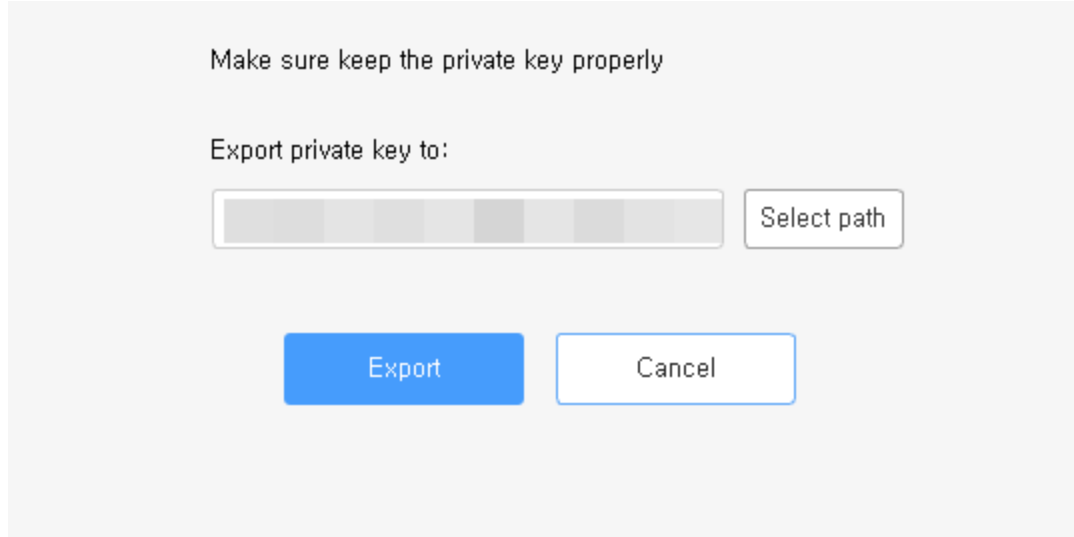 Make sure keep the private key properly
Export private key to:
Select path
Export
Cancel